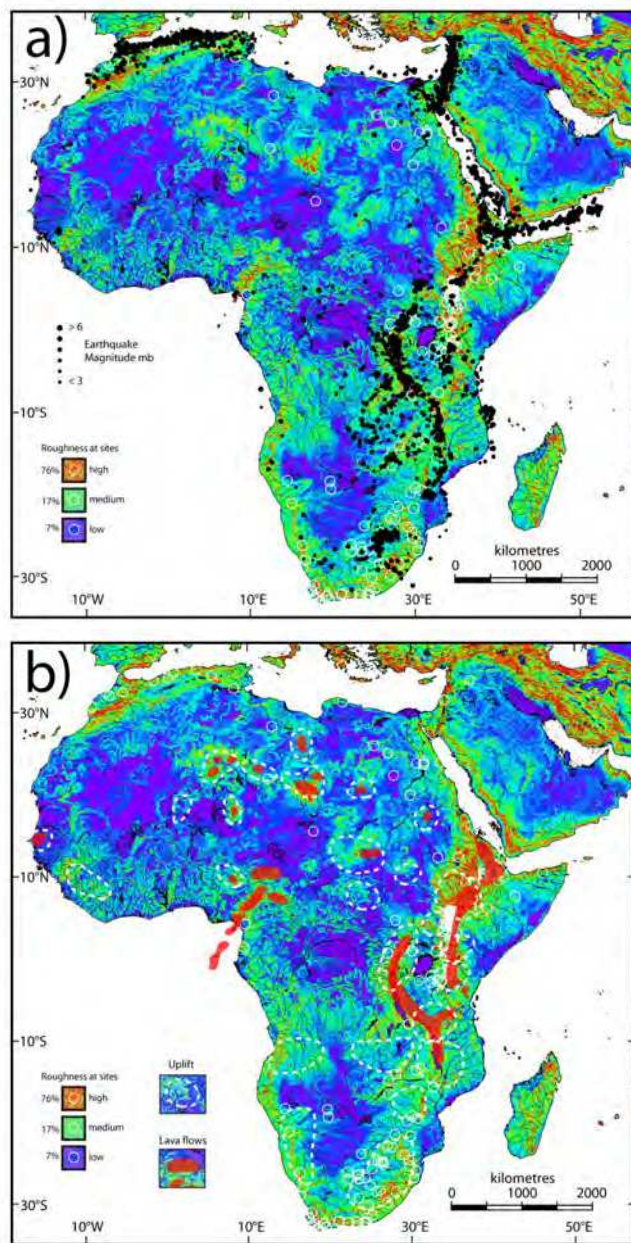 a)
30°N
10°N
> 6
Earthquake
Magnitude mb
< 3
10°S
Roughness at sites
76% high
17% medium
7% low
kilometres
0 1000 2000
30°S
10°W 10°E 30°E 50°E
b)
30°N
10°N
10°S
Roughness at sites
76% high
17% medium
7% low
Uplift
Lava flows
kilometres
0 1000 2000
30°S
10°W 10°E 30°E 50°E